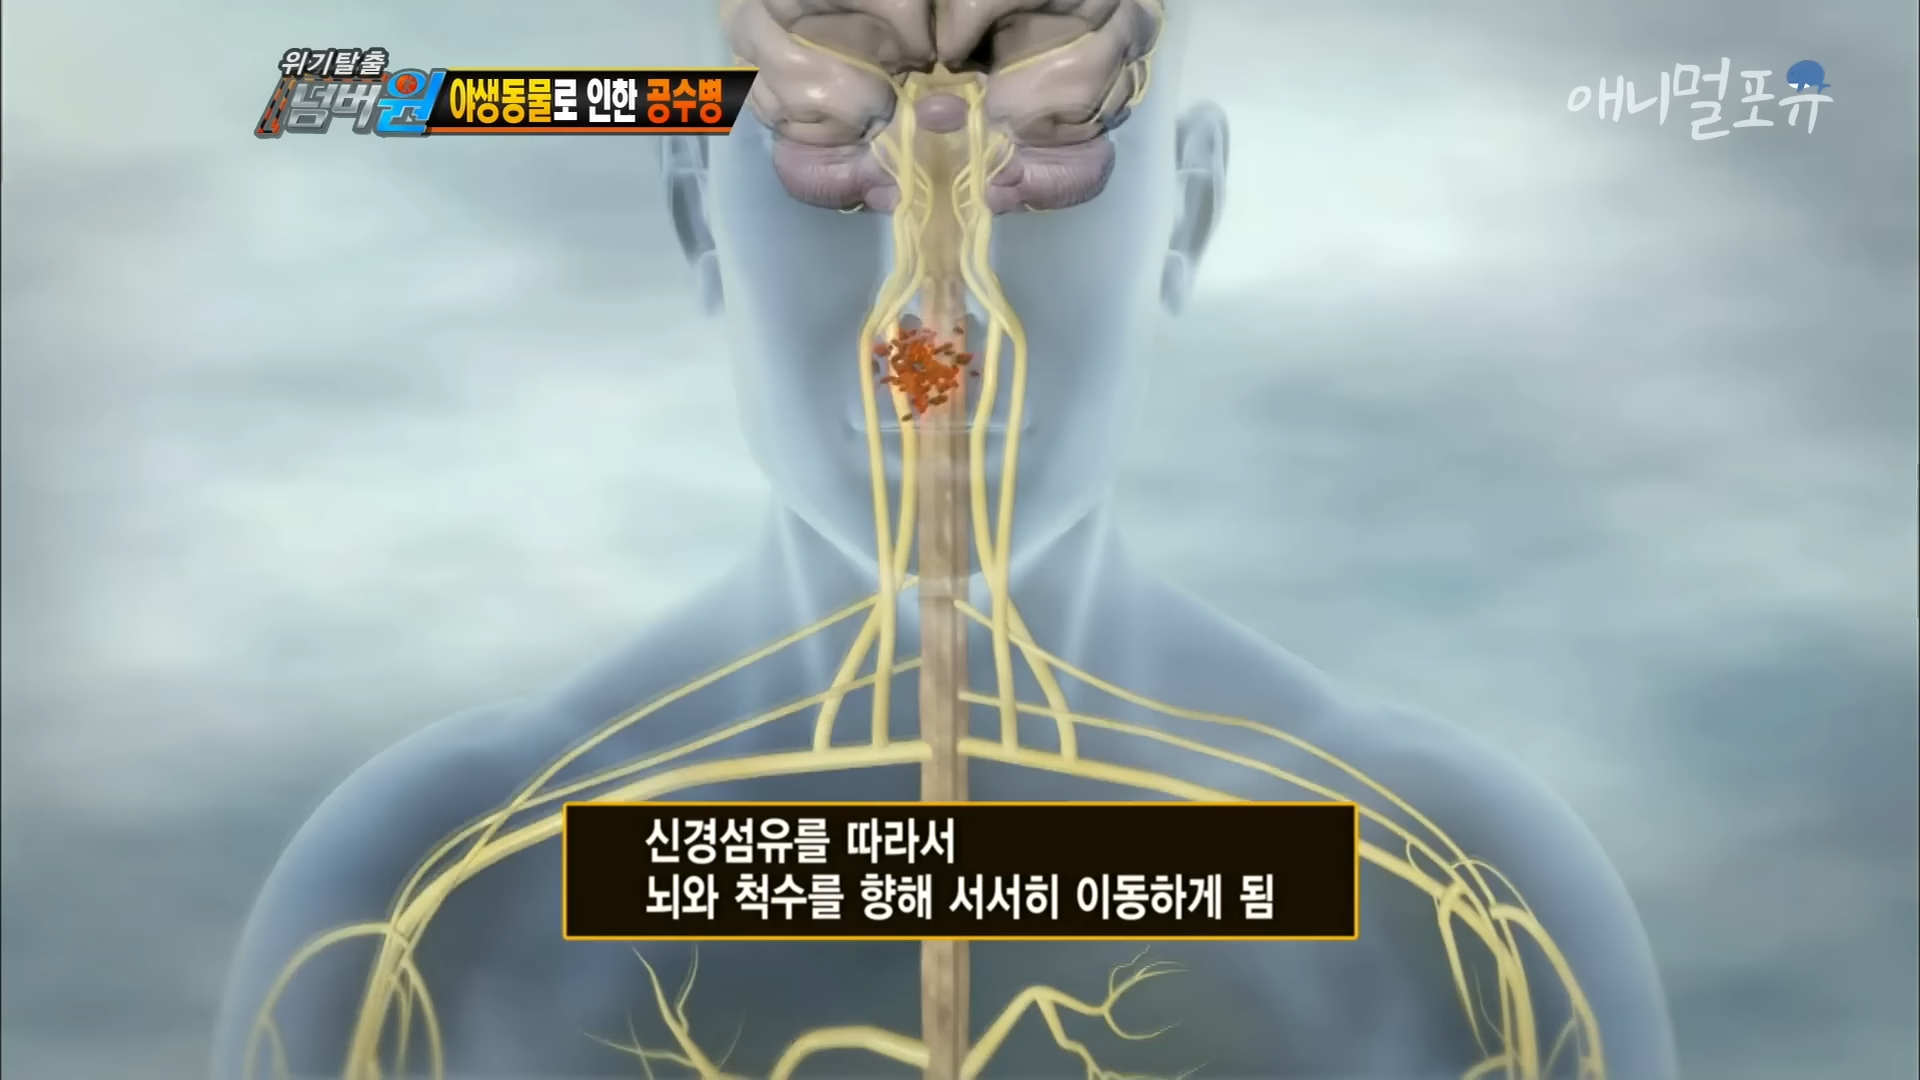 위기탈출
넘버원
야생동물로 인한 공수병
애니멀포유
신경섬유를 따라서
뇌와 척수를 향해 서서히 이동하게 됨